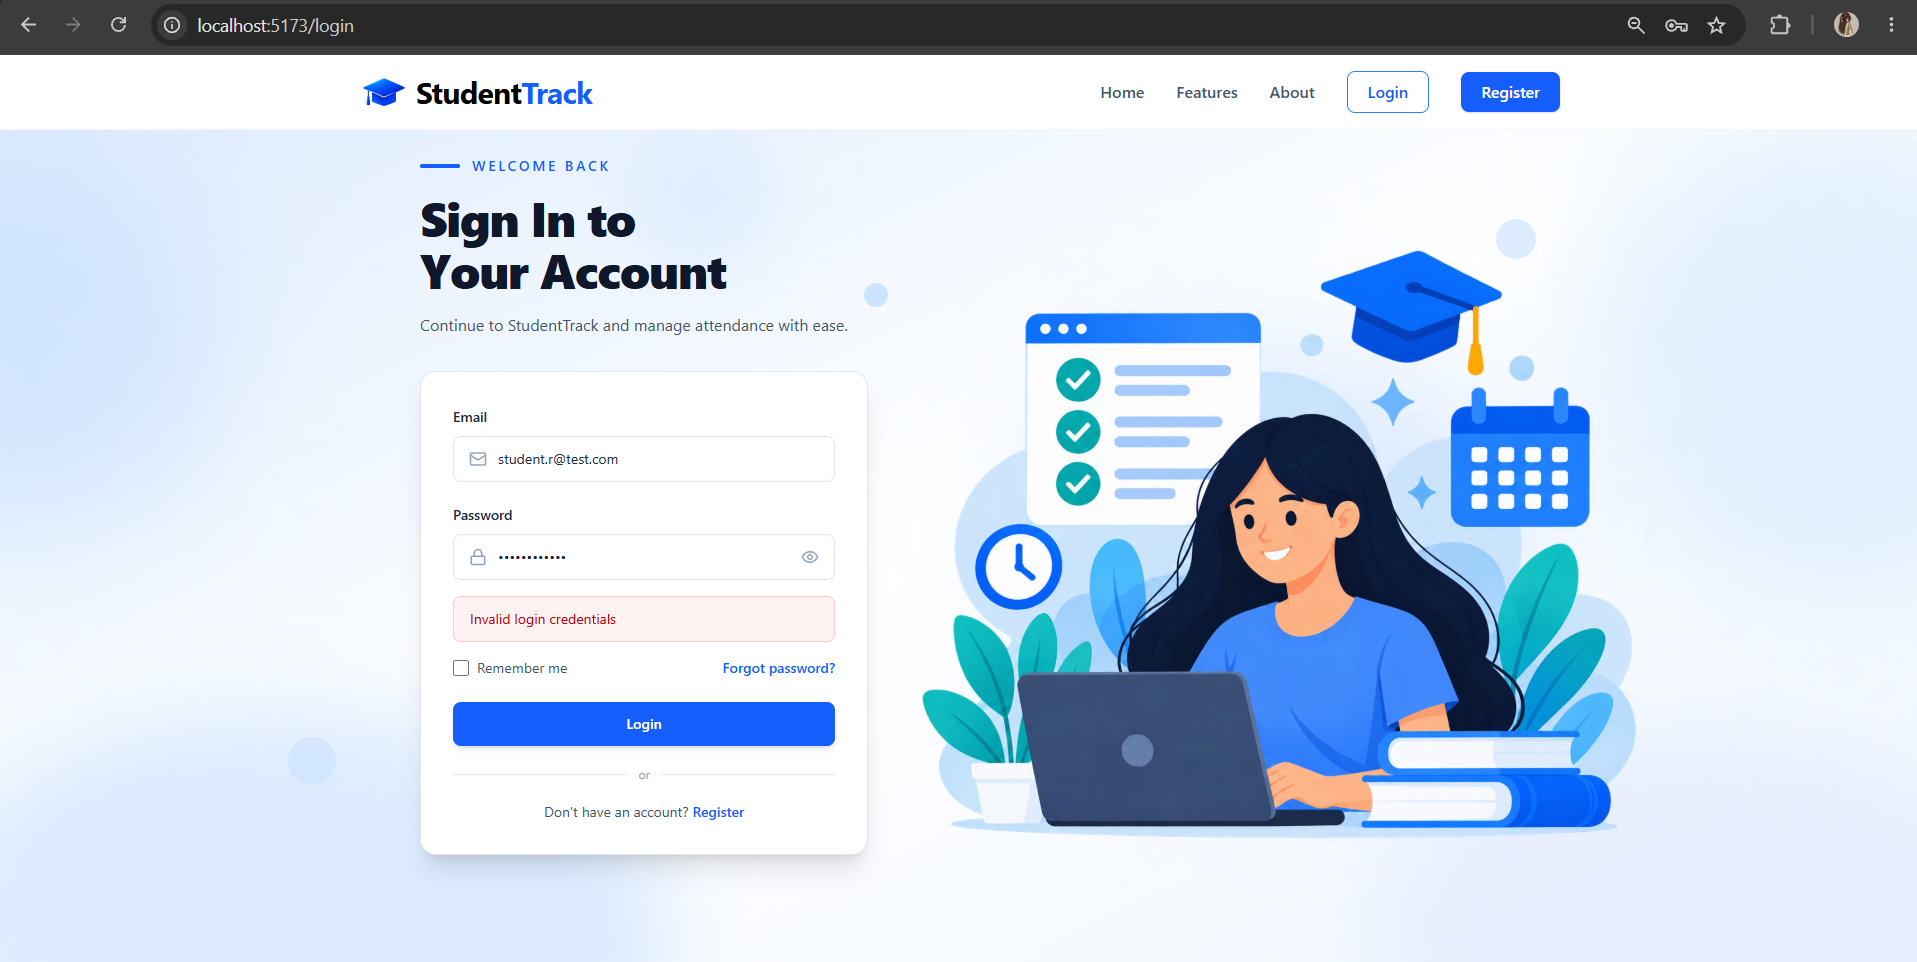 localhost:5173/login
StudentTrack
Home
Features
About
Login
Register
WELCOME BACK
Sign In to
Your Account
Continue to StudentTrack and manage attendance with ease.
Email
student.r@test.com
Password
••••••••••••
Invalid login credentials
Remember me
Forgot password?
Login
or
Don't have an account? Register